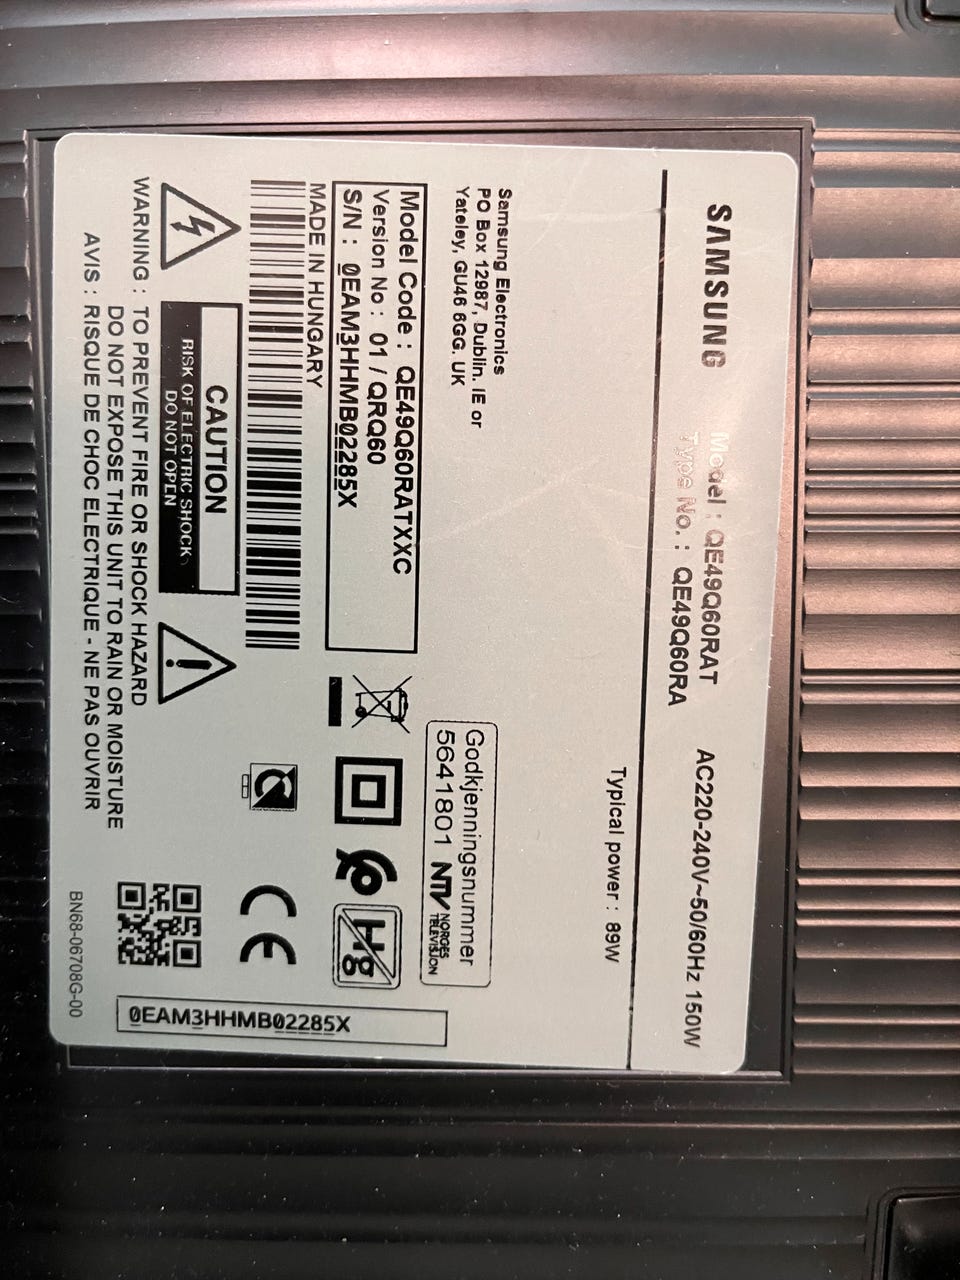 SAMSUNG
Model : QE49Q60RAT
Type No. : QE49Q60RA
AC220-240V~50/60Hz 150W
Typical power : 89W
Samsung Electronics
PO Box 12987, Dublin. IE or
Yateley, GU46 6GG. UK
Model Code : QE49Q60RATXXC
Version No : 01 / QRQ60
S/N : 0EAM3HHMB02285X
MADE IN HUNGARY
Godkjenningsnummer
5641801 NTV NORGES
TELEVISJON
Hg
CE
CAUTION
RISK OF ELECTRIC SHOCK
DO NOT OPEN
WARNING : TO PREVENT FIRE OR SHOCK HAZARD
DO NOT EXPOSE THIS UNIT TO RAIN OR MOISTURE
AVIS : RISQUE DE CHOC ELECTRIQUE - NE PAS OUVRIR
BN68-06708G-00
0EAM3HHMB02285X